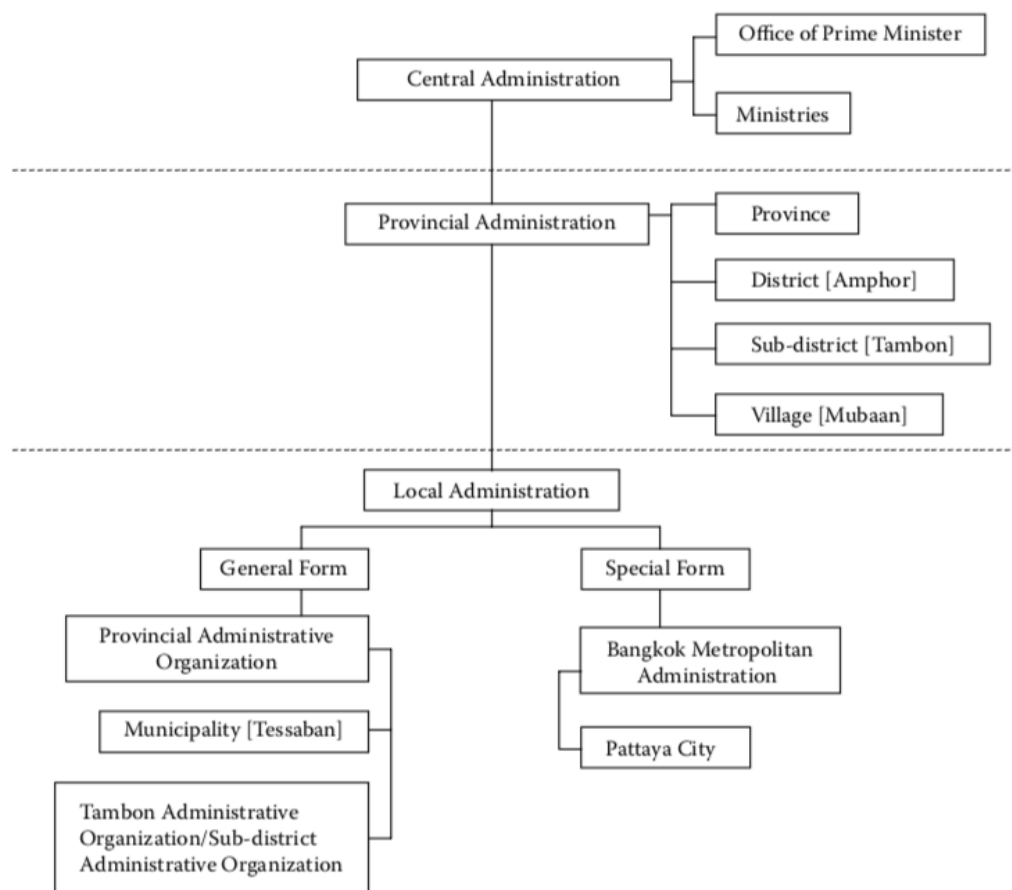 Office of Prime Minister
Central Administration
Ministries
Provincial Administration
Province
District [Amphor]
Sub-district [Tambon]
Village [Mubaan]
Local Administration
General Form
Special Form
Provincial Administrative
Organization
Bangkok Metropolitan
Administration
Municipality [Tessaban]
Pattaya City
Tambon Administrative
Organization/Sub-district
Administrative Organization